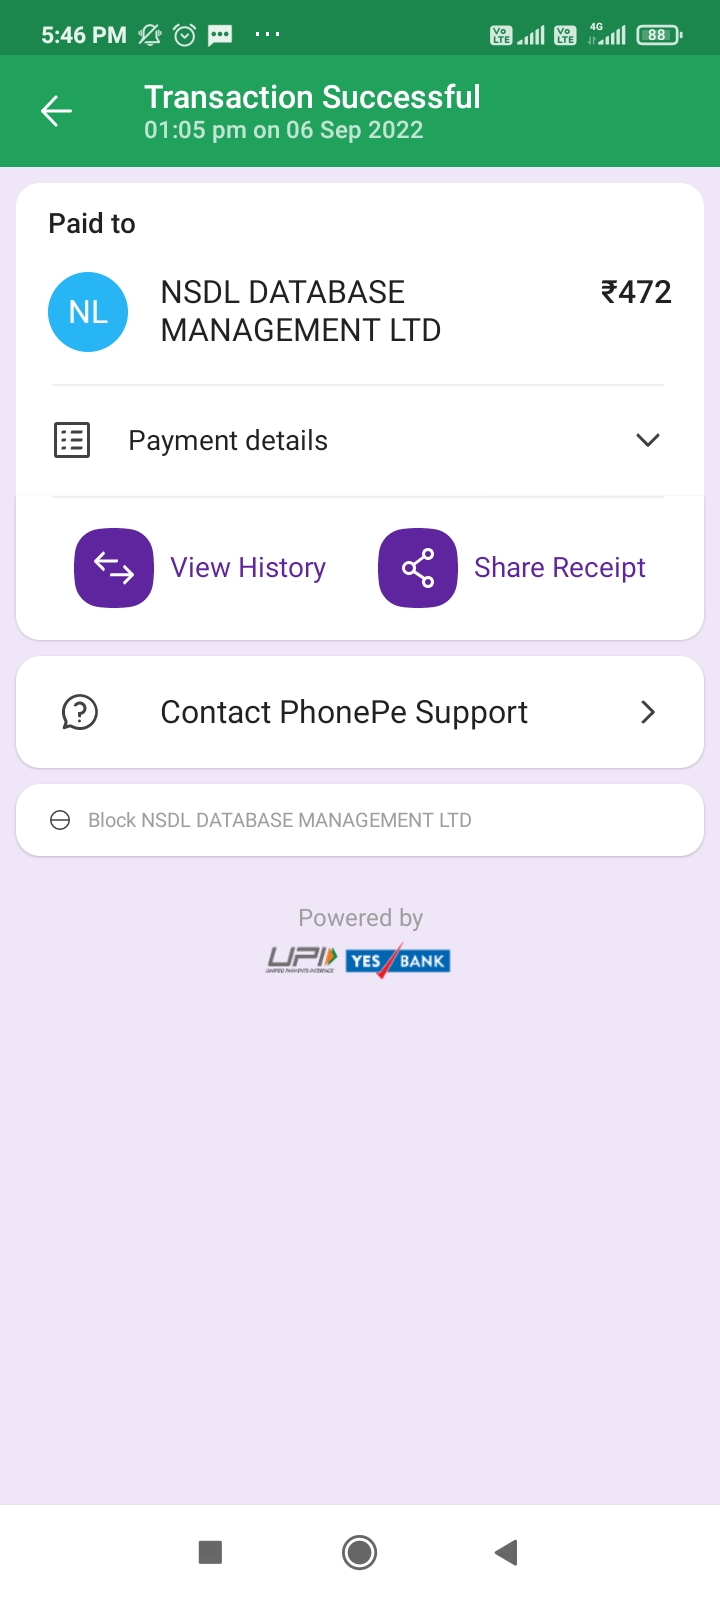 5:46 PM
Vo LTE Vo LTE 4G 88
Transaction Successful
01:05 pm on 06 Sep 2022
Paid to
NL
NSDL DATABASE ₹472
MANAGEMENT LTD
Payment details
View History Share Receipt
Contact PhonePe Support
Block NSDL DATABASE MANAGEMENT LTD
Powered by
UPI YES BANK
UNIFIED PAYMENTS INTERFACE